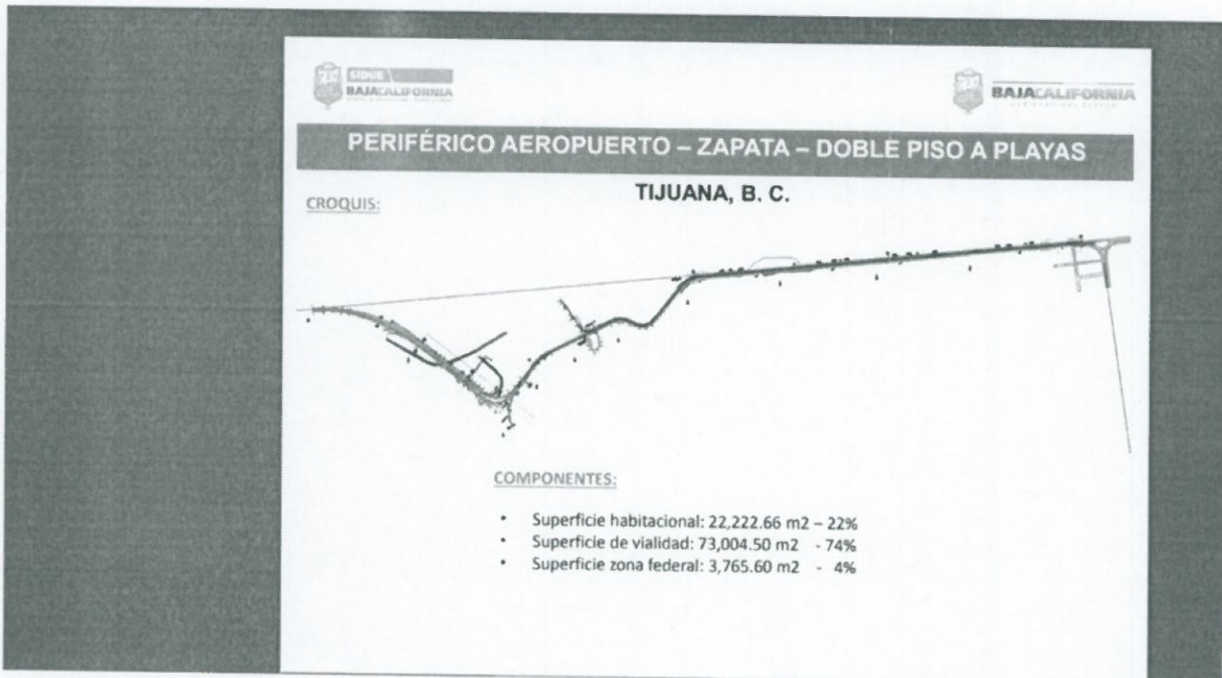 SIDUE
BAJACALIFORNIA
BAJACALIFORNIA
PERIFÉRICO AEROPUERTO – ZAPATA – DOBLE PISO A PLAYAS
TIJUANA, B. C.
CROQUIS:
COMPONENTES:
• Superficie habitacional: 22,222.66 m2 – 22%
• Superficie de vialidad: 73,004.50 m2 - 74%
• Superficie zona federal: 3,765.60 m2 - 4%